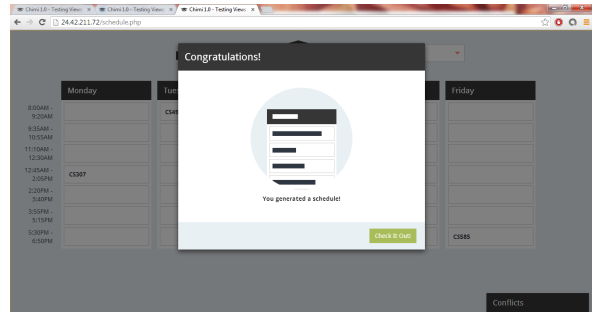 Chimi 1.0 - Testing Views
Chimi 1.0 - Testing Views
Chimi 1.0 - Testing Views
24.42.211.72/schedule.php
Congratulations!
Monday
Tues
Friday
8:00AM -
9:20AM
CS49
9:35AM -
10:55AM
11:10AM -
12:30AM
12:45AM -
2:05PM
CS307
2:20PM -
3:40PM
You generated a schedule!
3:55PM -
5:15PM
5:30PM -
6:50PM
Check It Out!
CS585
Conflicts